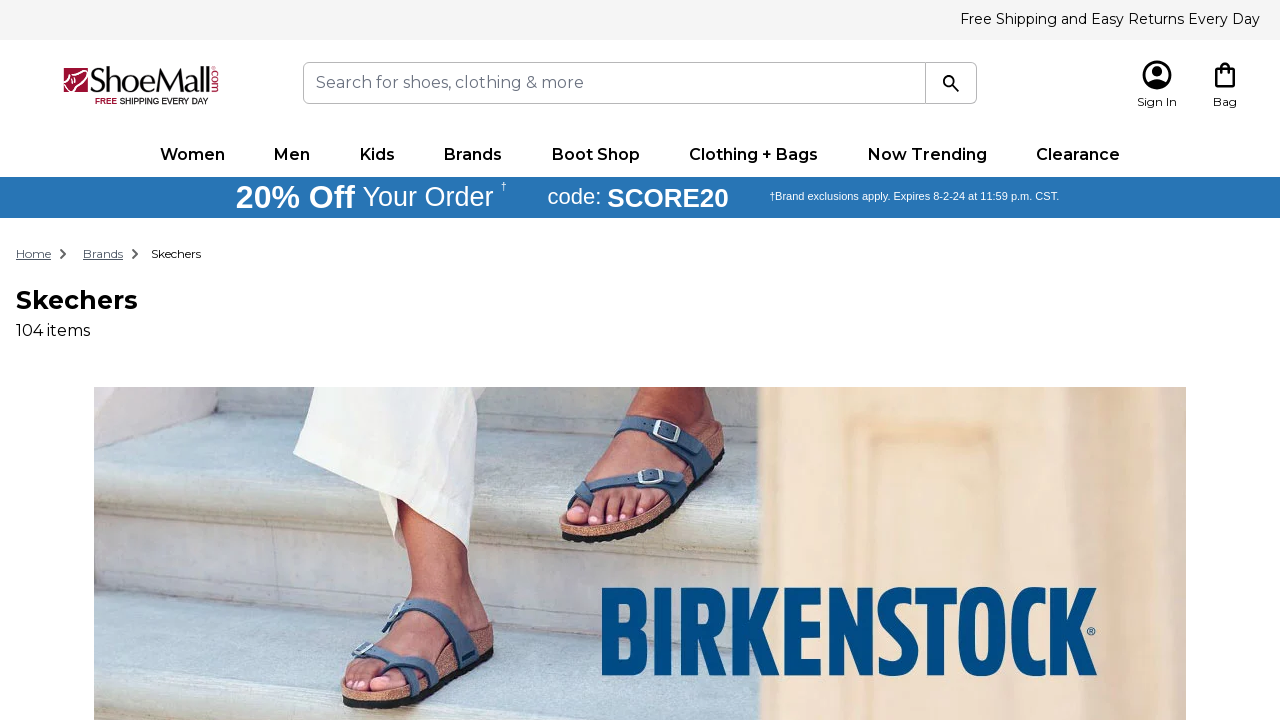 Free Shipping and Easy Returns Every Day
ShoeMall.com®
FREE SHIPPING EVERY DAY
Search for shoes, clothing & more
Sign In
Bag
Women Men Kids Brands Boot Shop Clothing + Bags Now Trending Clearance
20% Off Your Order † code: SCORE20 †Brand exclusions apply. Expires 8-2-24 at 11:59 p.m. CST.
Home Brands Skechers
Skechers
104 items
BIRKENSTOCK®